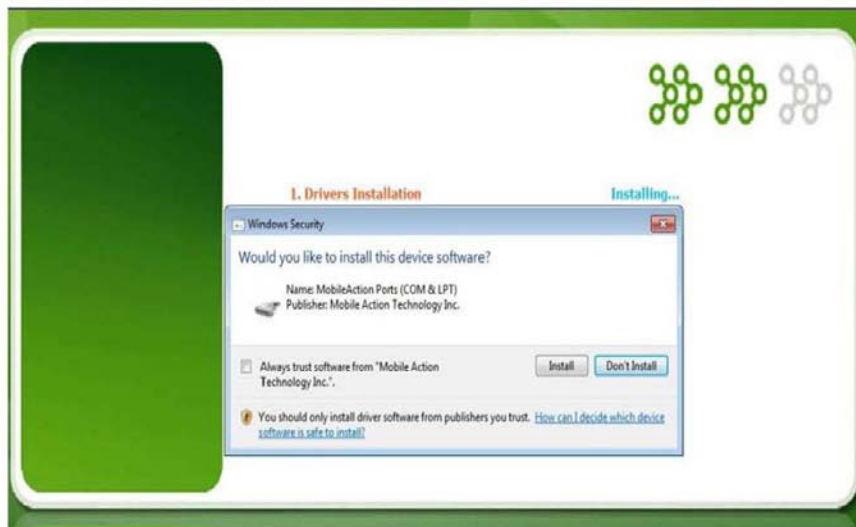 1. Drivers Installation
Installing...
Windows Security
Would you like to install this device software?
Name: MobileAction Ports (COM & LPT)
Publisher: Mobile Action Technology Inc.
Always trust software from "Mobile Action
Technology Inc.".
Install
Don't Install
You should only install driver software from publishers you trust. How can I decide which device
software is safe to install?